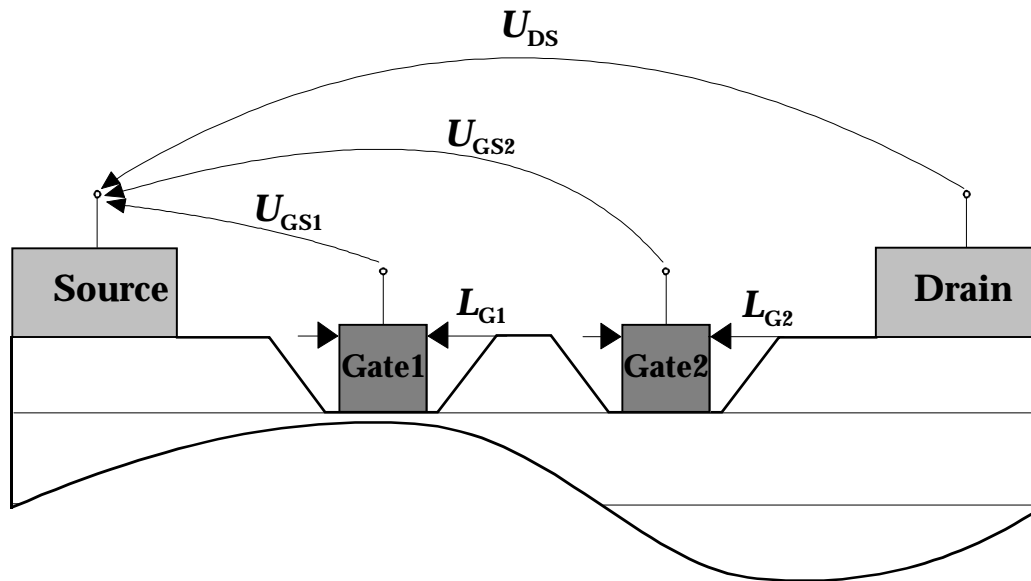 U_DS
U_GS2
U_GS1
Source
Drain
L_G1
L_G2
Gate1
Gate2